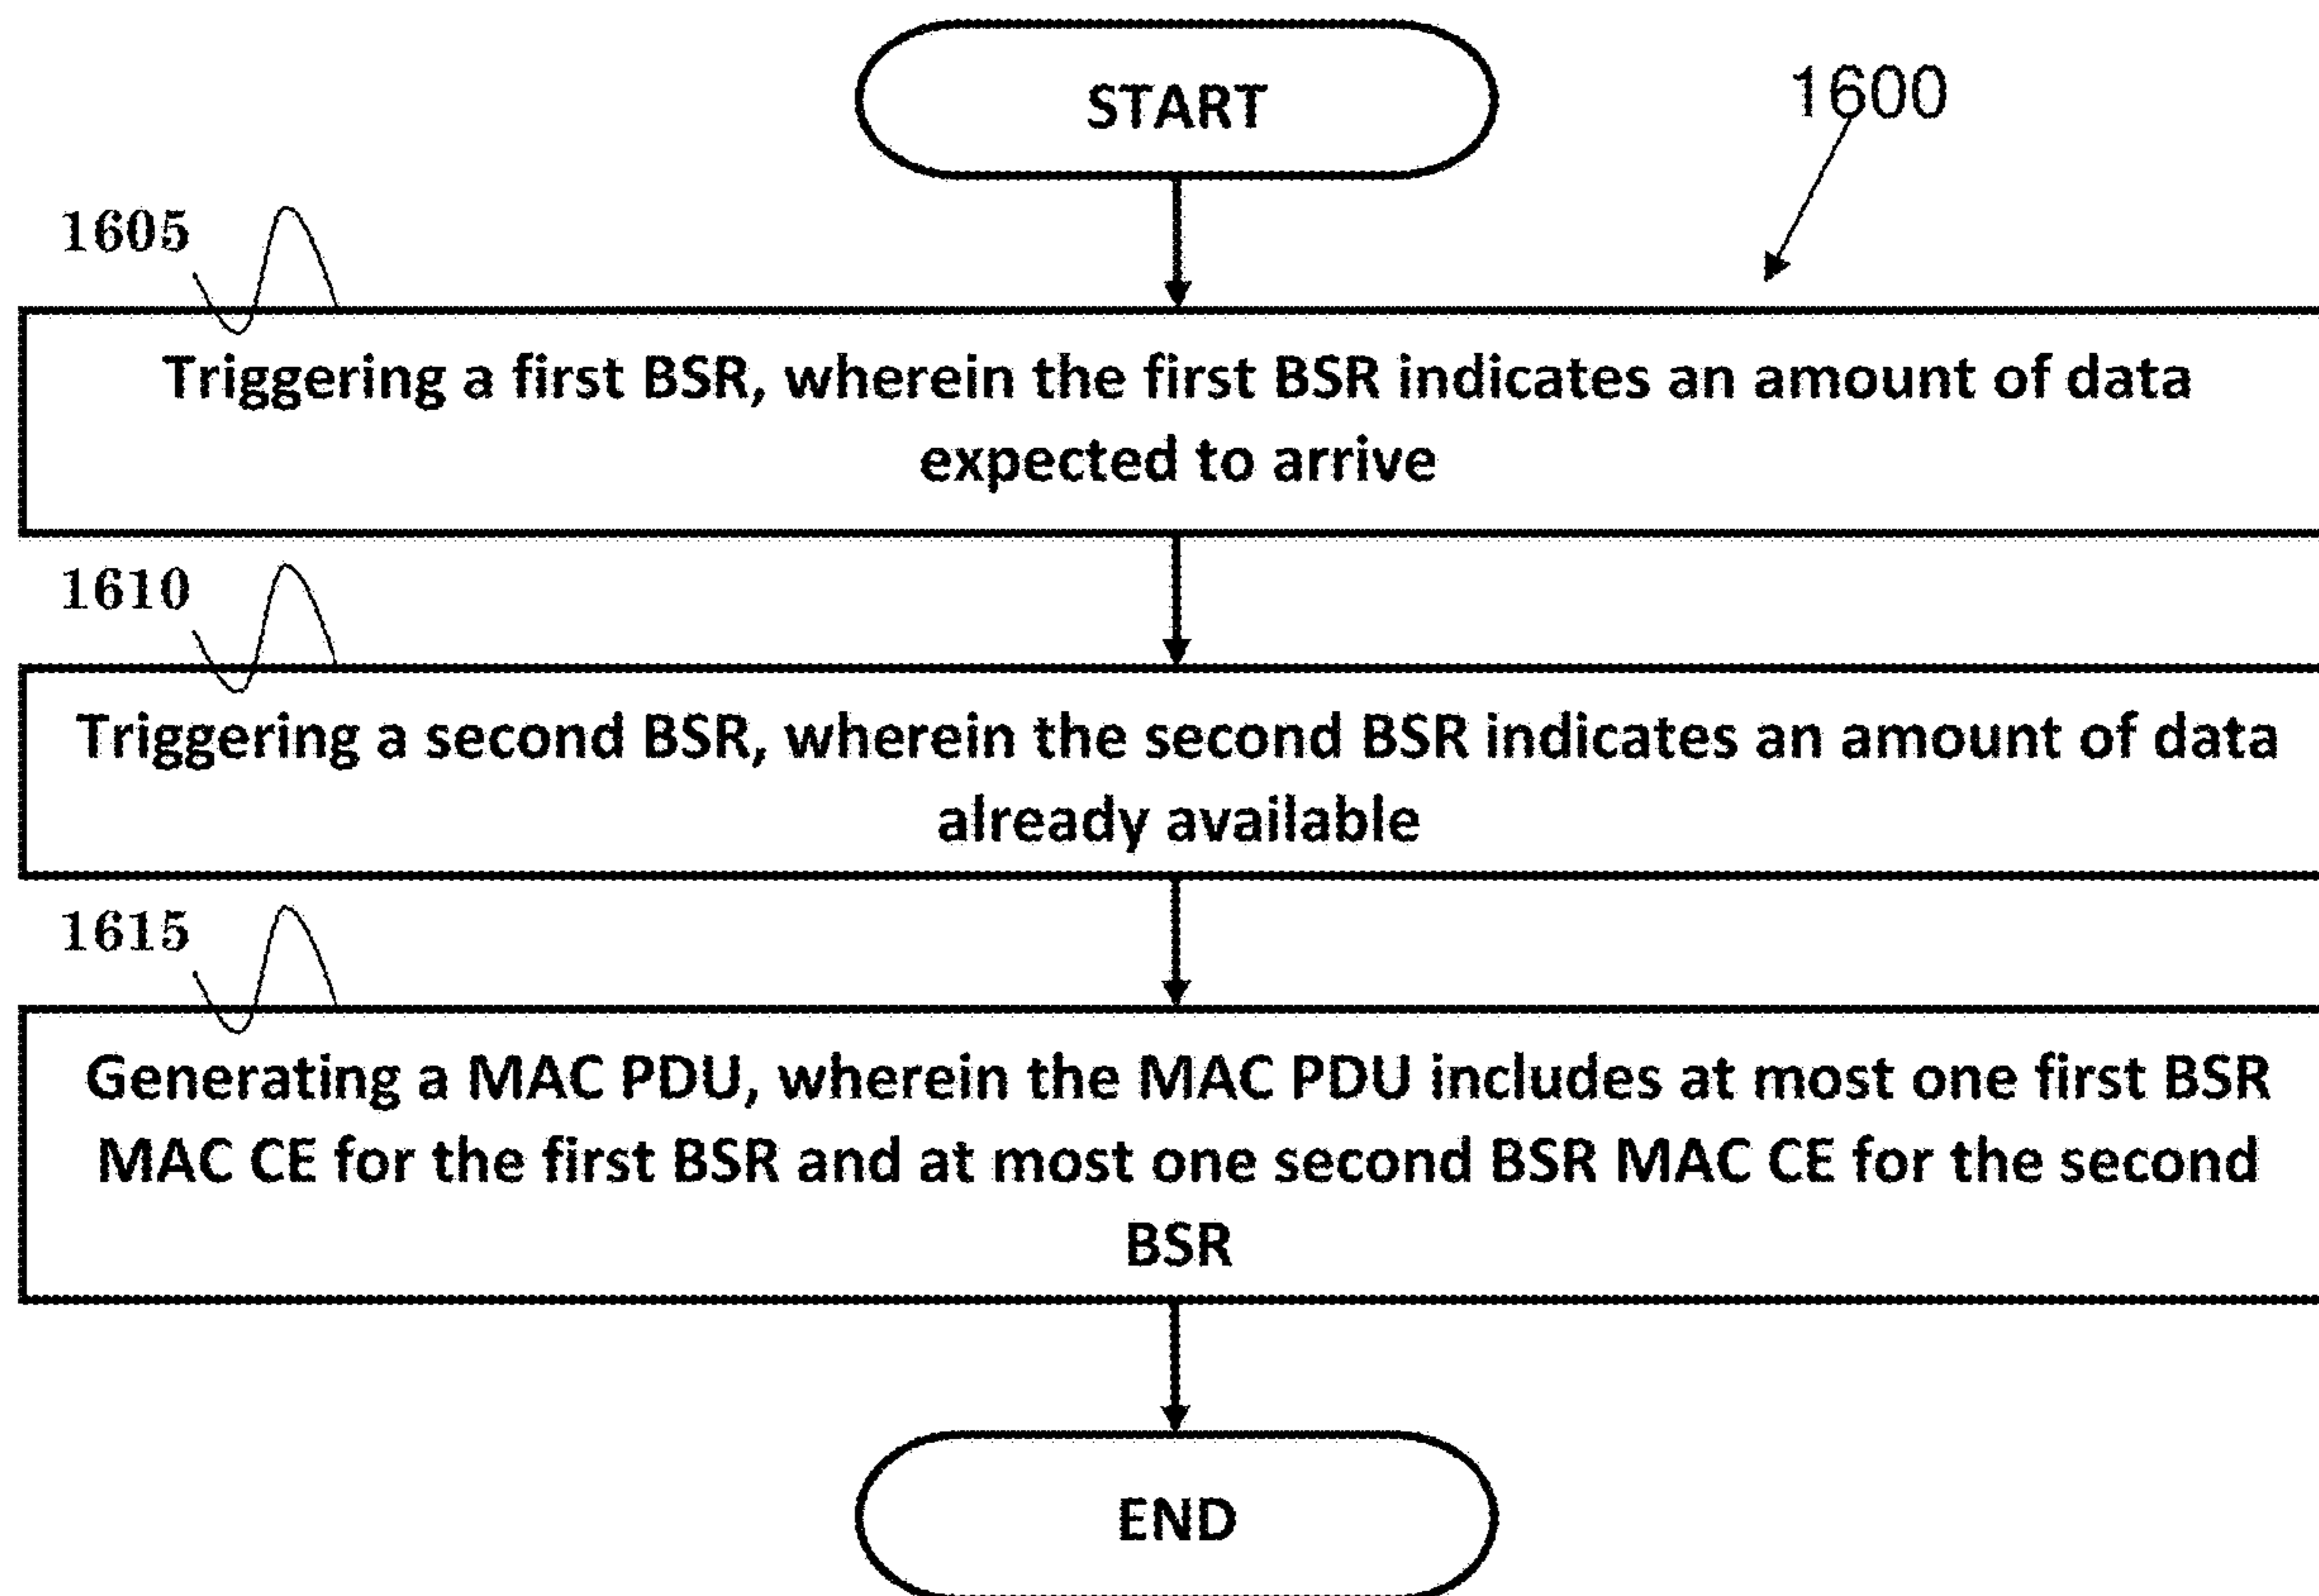 START
1600
1605
Triggering a first BSR, wherein the first BSR indicates an amount of data
expected to arrive
1610
Triggering a second BSR, wherein the second BSR indicates an amount of data
already available
1615
Generating a MAC PDU, wherein the MAC PDU includes at most one first BSR
MAC CE for the first BSR and at most one second BSR MAC CE for the second
BSR
END